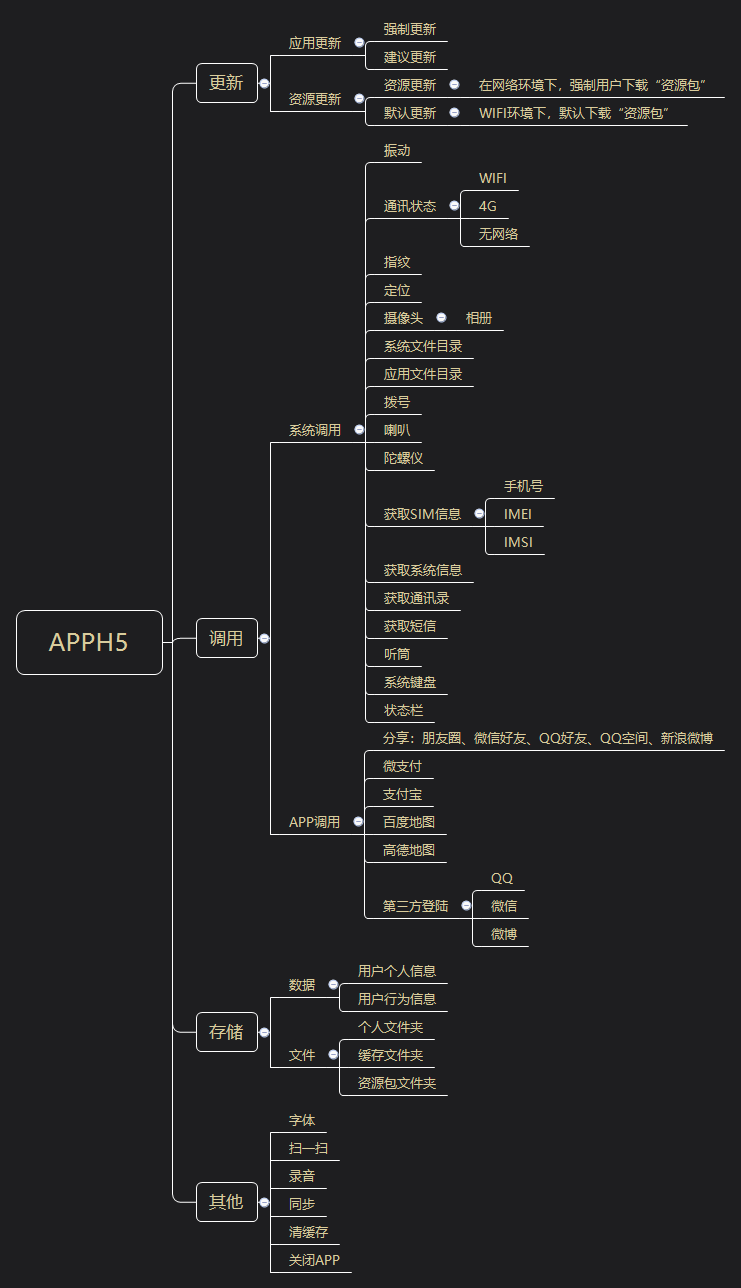 APPH5
更新
应用更新
强制更新
建议更新
资源更新
资源更新
在网络环境下，强制用户下载“资源包”
默认更新
WIFI环境下，默认下载“资源包”
调用
系统调用
振动
通讯状态
WIFI
4G
无网络
指纹
定位
摄像头
相册
系统文件目录
应用文件目录
拨号
喇叭
陀螺仪
获取SIM信息
手机号
IMEI
IMSI
获取系统信息
获取通讯录
获取短信
听筒
系统键盘
状态栏
APP调用
分享：朋友圈、微信好友、QQ好友、QQ空间、新浪微博
微支付
支付宝
百度地图
高德地图
第三方登陆
QQ
微信
微博
存储
数据
用户个人信息
用户行为信息
文件
个人文件夹
缓存文件夹
资源包文件夹
其他
字体
扫一扫
录音
同步
清缓存
关闭APP